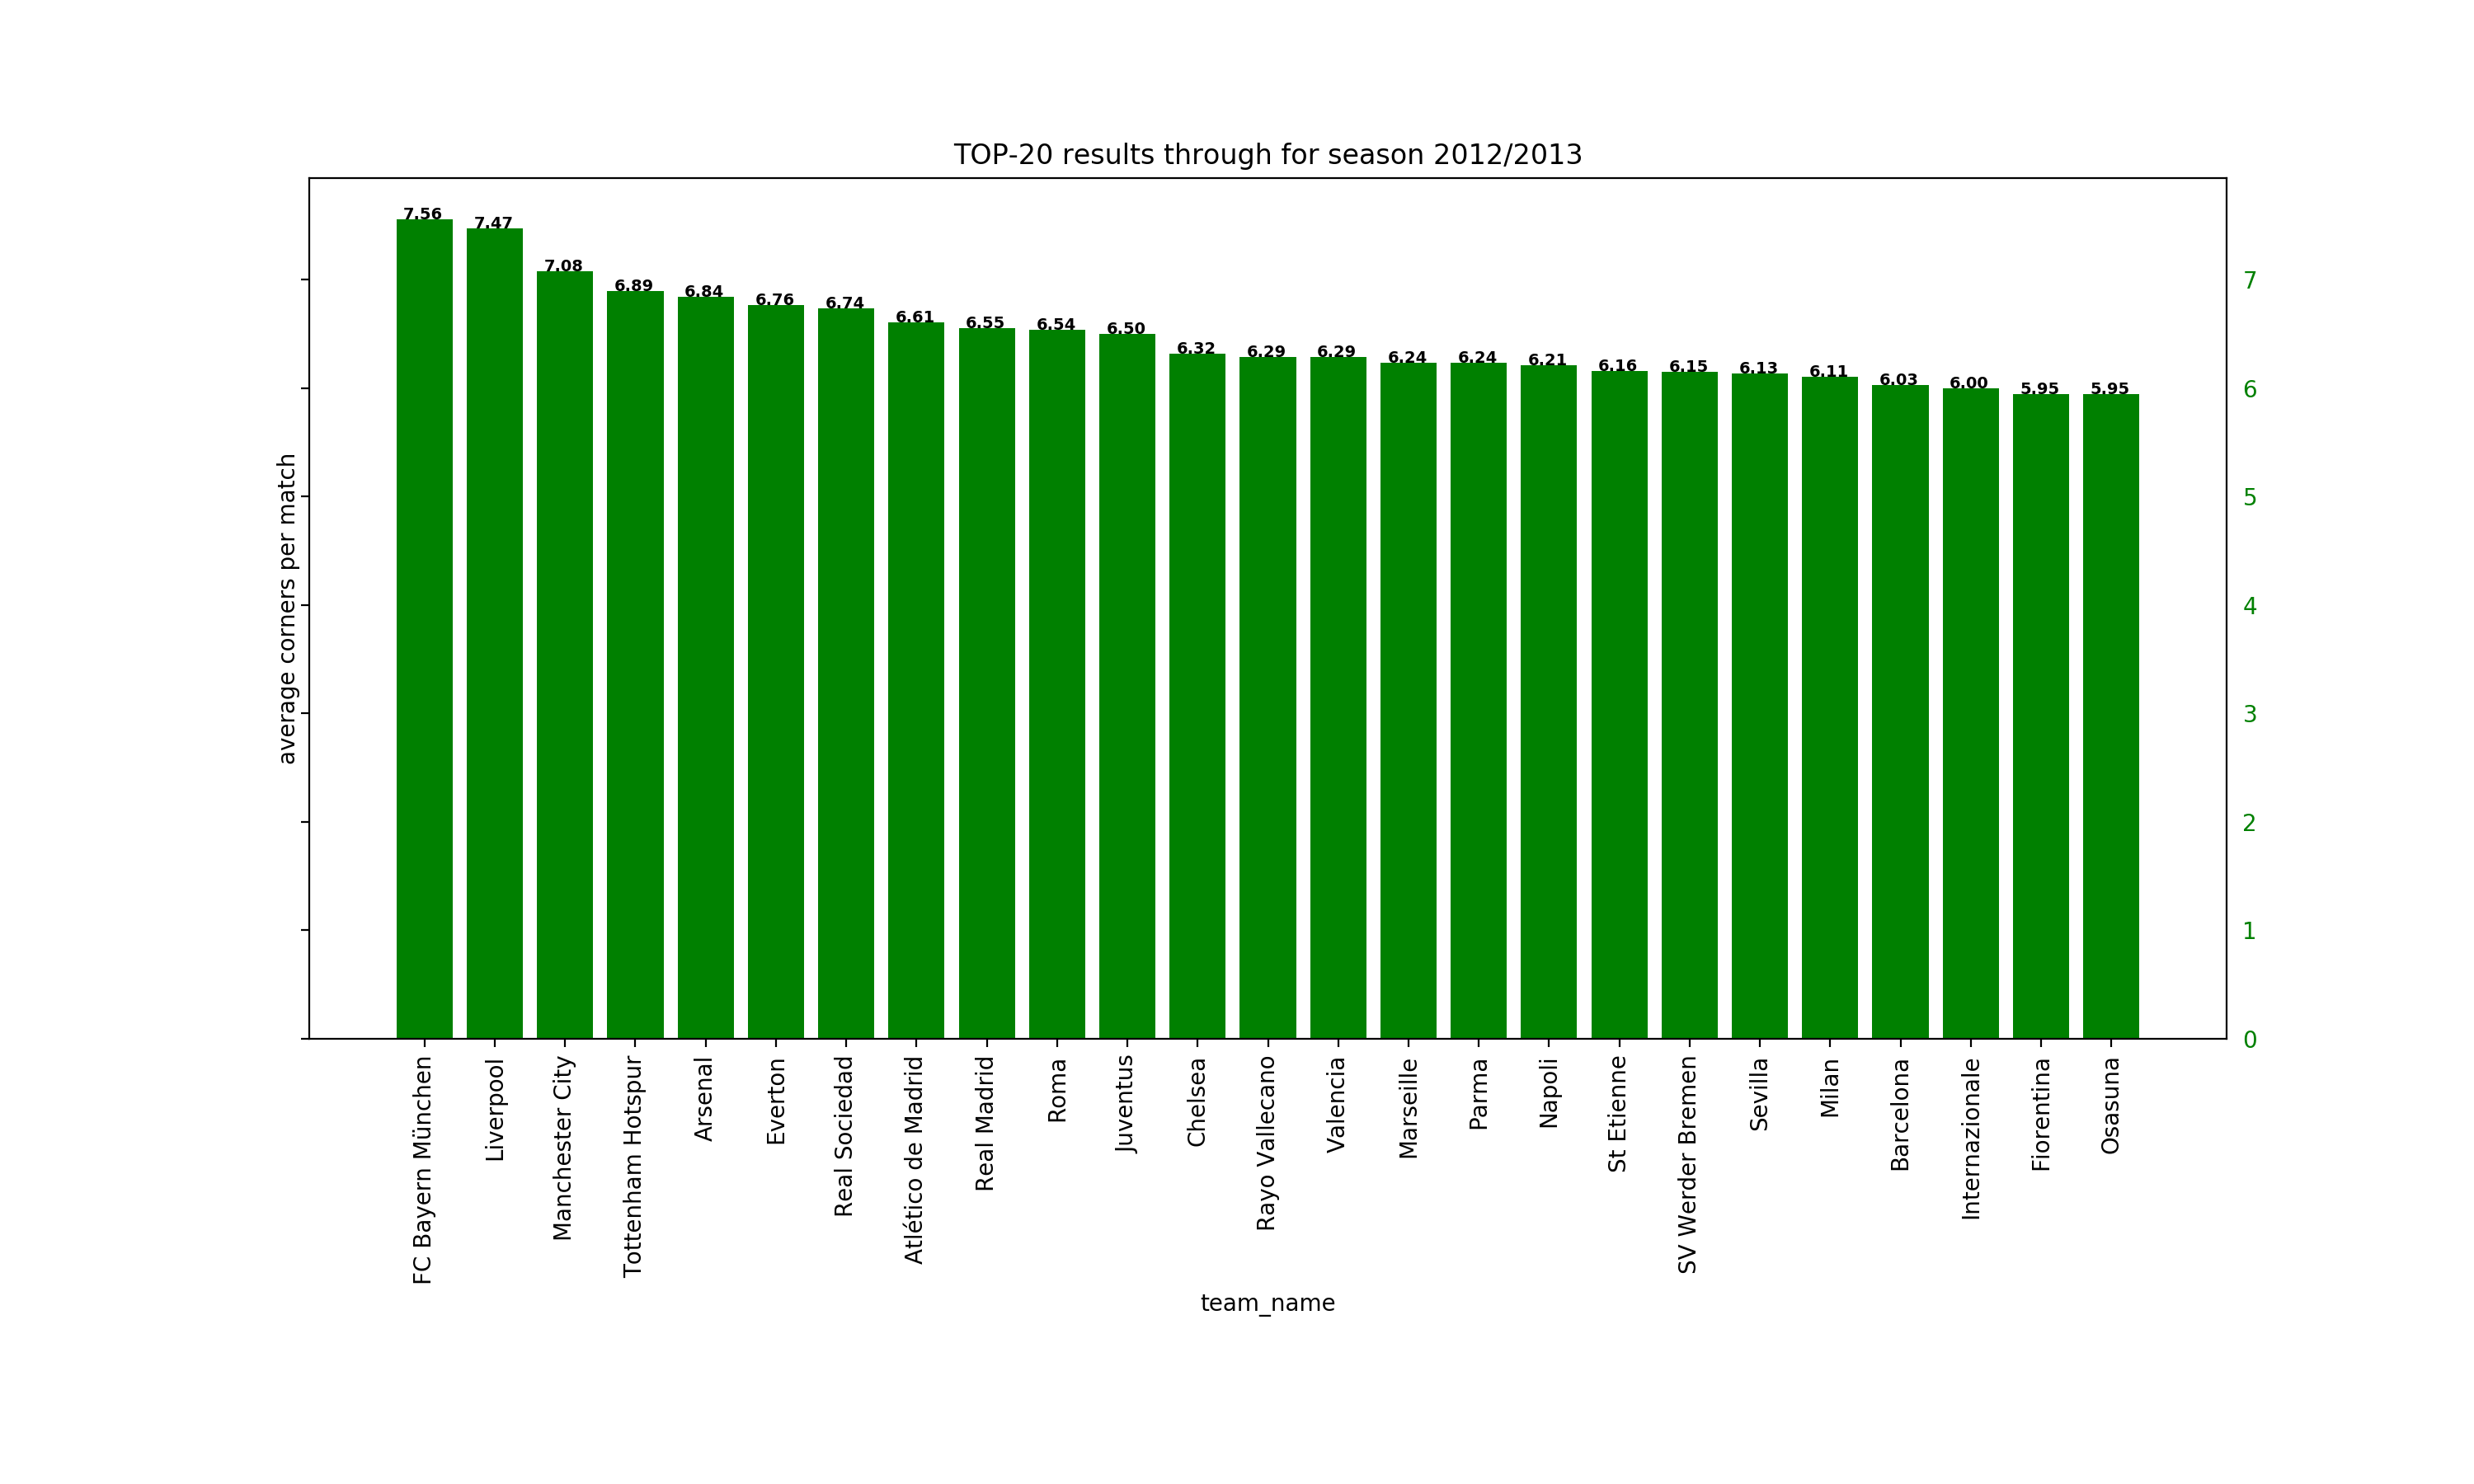 TOP-20 results through for season 2012/2013
average corners per match
7.56
7.47
7.08
6.89
6.84
6.76
6.74
6.61
6.55
6.54
6.50
6.32
6.29
6.29
6.24
6.24
6.21
6.16
6.15
6.13
6.11
6.03
6.00
5.95
5.95
7
6
5
4
3
2
1
0
FC Bayern München
Liverpool
Manchester City
Tottenham Hotspur
Arsenal
Everton
Real Sociedad
Atlético de Madrid
Real Madrid
Roma
Juventus
Chelsea
Rayo Vallecano
Valencia
Marseille
Parma
Napoli
St Etienne
SV Werder Bremen
Sevilla
Milan
Barcelona
Internazionale
Fiorentina
Osasuna
team_name